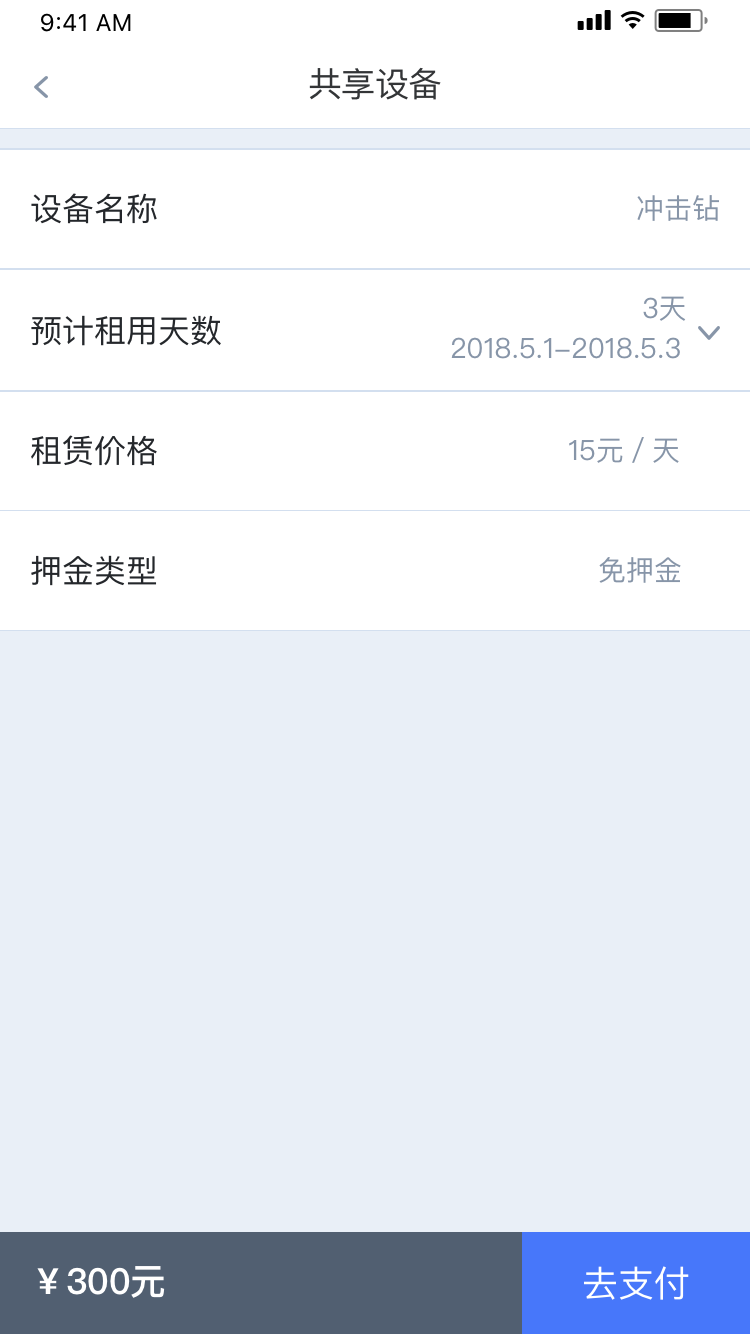 9:41 AM
共享设备
设备名称
冲击钻
预计租用天数
3天
2018.5.1–2018.5.3
租赁价格
15元 / 天
押金类型
免押金
¥ 300元
去支付